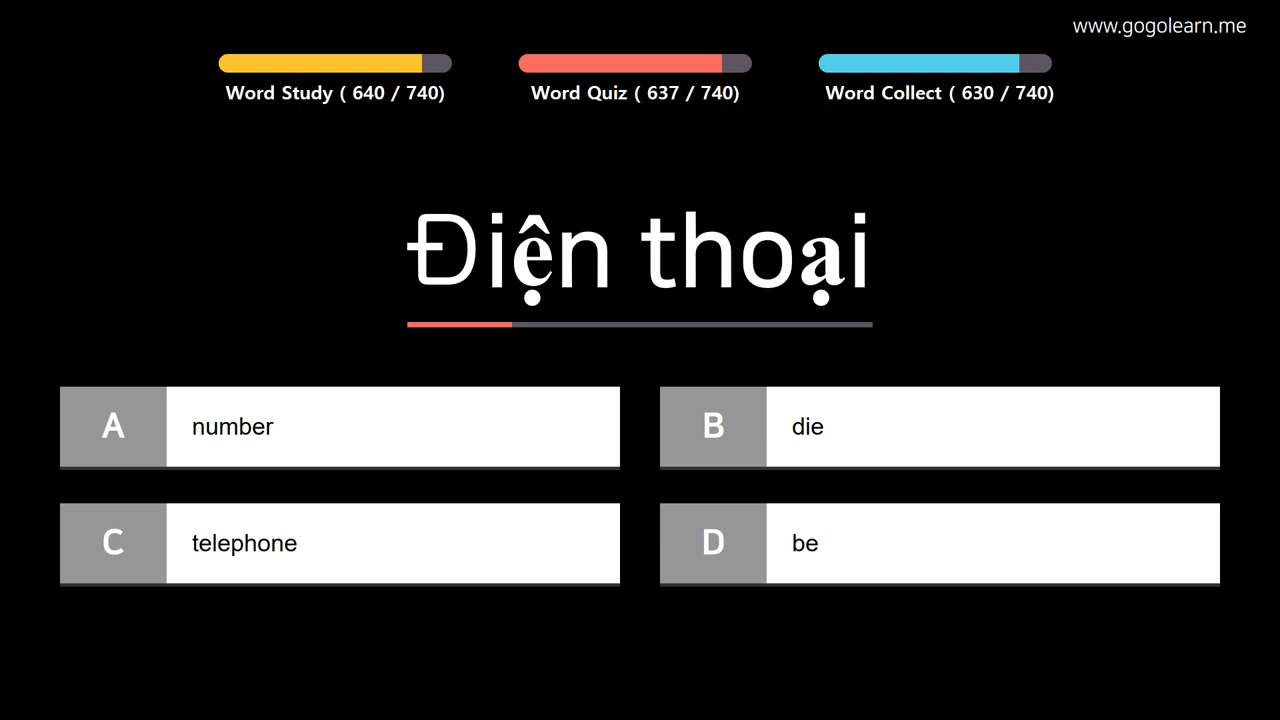 www.gogolearn.me
Word Study ( 640 / 740)
Word Quiz ( 637 / 740)
Word Collect ( 630 / 740)
Điện thoại
A number
B die
C telephone
D be